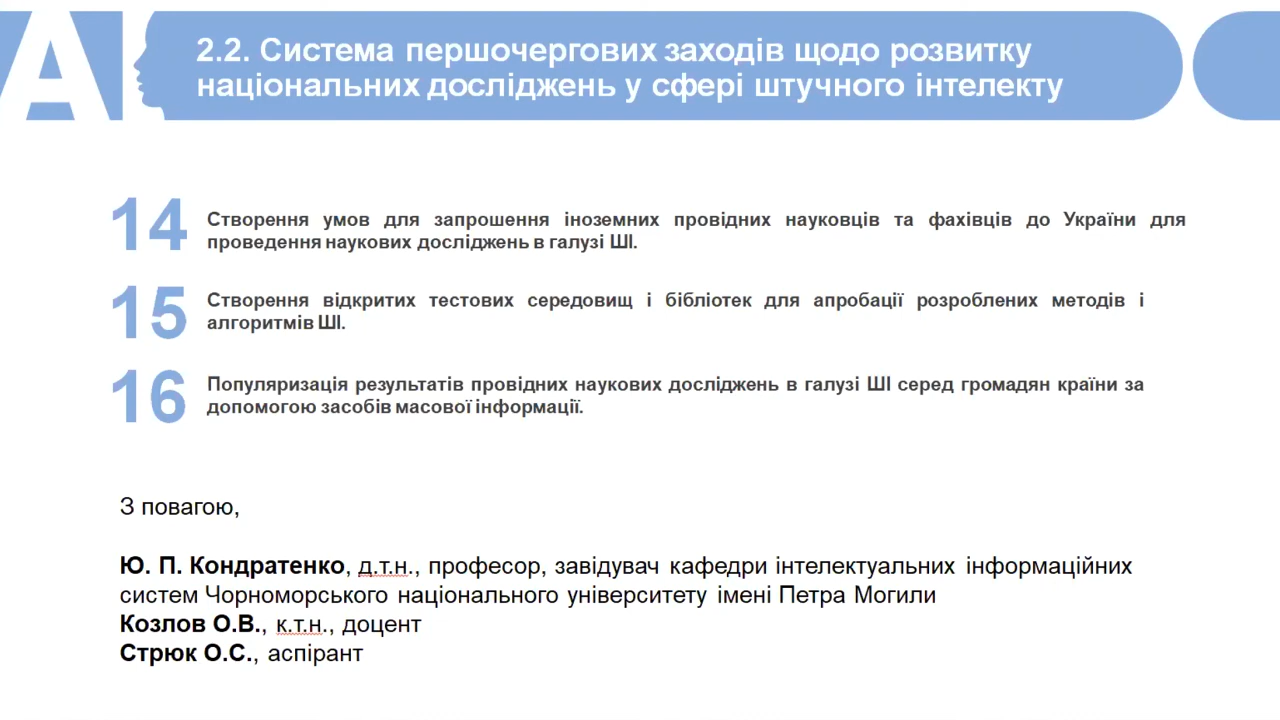 AI
2.2. Система першочергових заходів щодо розвитку
національних досліджень у сфері штучного інтелекту
14
Створення умов для запрошення іноземних провідних науковців та фахівців до України для
проведення наукових досліджень в галузі ШІ.
15
Створення відкритих тестових середовищ і бібліотек для апробації розроблених методів і
алгоритмів ШІ.
16
Популяризація результатів провідних наукових досліджень в галузі ШІ серед громадян країни за
допомогою засобів масової інформації.
З повагою,
Ю. П. Кондратенко, д.т.н., професор, завідувач кафедри інтелектуальних інформаційних
систем Чорноморського національного університету імені Петра Могили
Козлов О.В., к.т.н., доцент
Стрюк О.С., аспірант